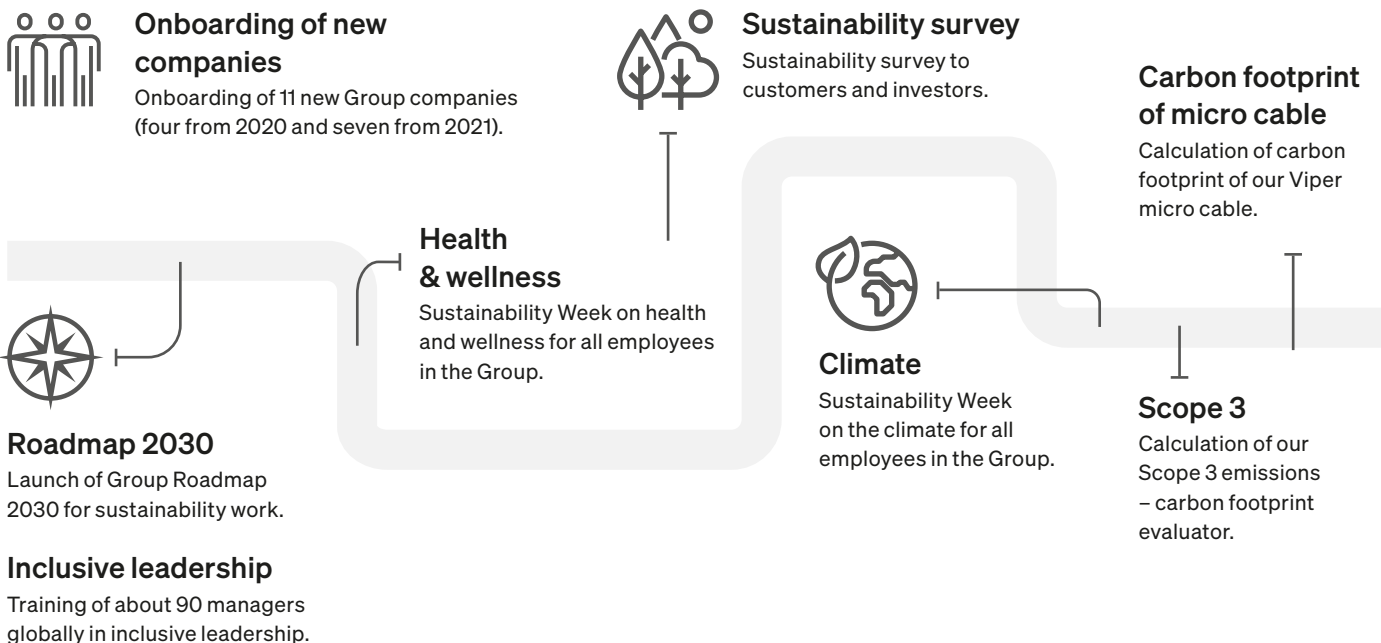 Onboarding of new
companies
Onboarding of 11 new Group companies
(four from 2020 and seven from 2021).
Roadmap 2030
Launch of Group Roadmap
2030 for sustainability work.
Inclusive leadership
Training of about 90 managers
globally in inclusive leadership.
Health
& wellness
Sustainability Week on health
and wellness for all employees
in the Group.
Sustainability survey
Sustainability survey to
customers and investors.
Climate
Sustainability Week
on the climate for all
employees in the Group.
Scope 3
Calculation of our
Scope 3 emissions
– carbon footprint
evaluator.
Carbon footprint
of micro cable
Calculation of carbon
footprint of our Viper
micro cable.